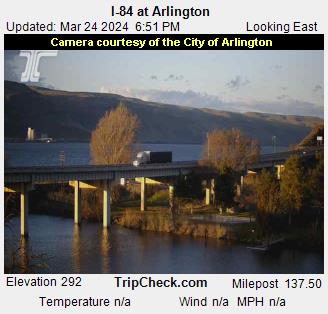 I-84 at Arlington
Updated: Mar 24 2024 6:51 PM Looking East
Camera courtesy of the City of Arlington
Elevation 292 TripCheck.com Milepost 137.50
Temperature n/a Wind n/a MPH n/a